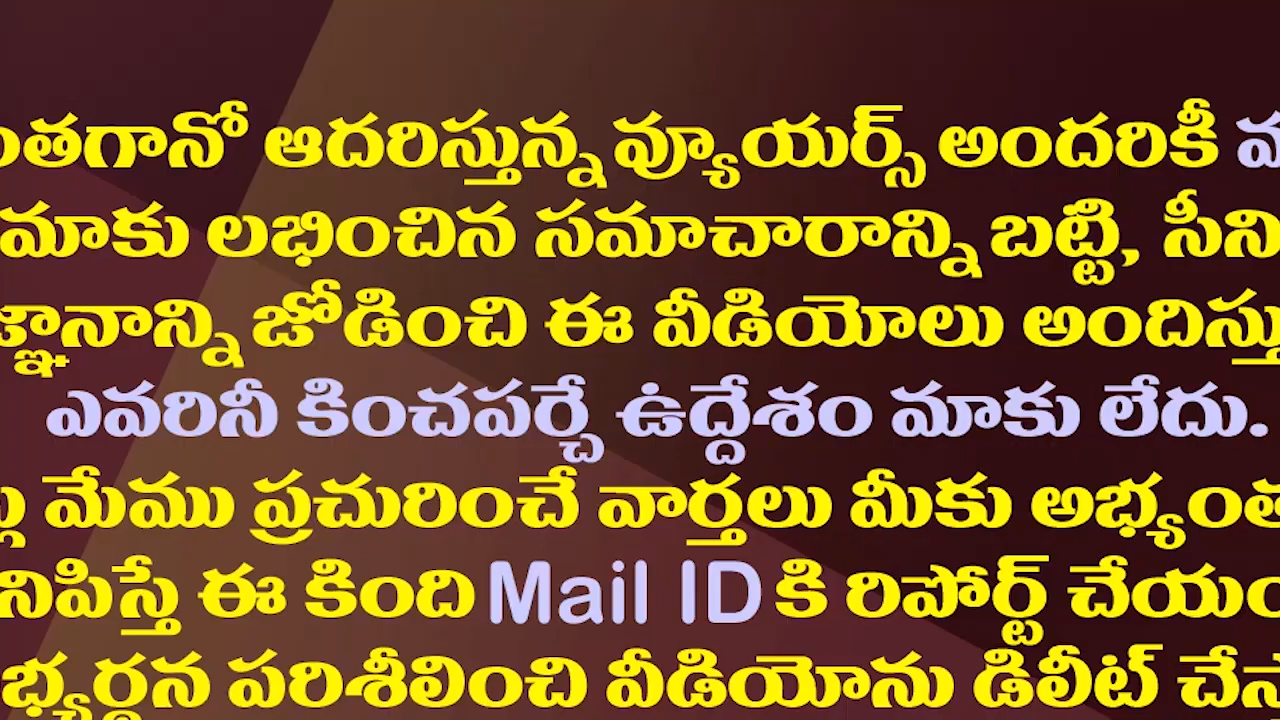 ఆదరిస్తున్న వ్యూయర్స్ అందరికీ
మాకు లభించిన సమాచారాన్ని బట్టి,
జోడించి ఈ వీడియోలు
ఎవరినీ కించపర్చే ఉద్దేశం మాకు లేదు.
మేము ప్రచురించే వార్తలు మీకు
ఈ కింది Mail ID కి రిపోర్ట్
పరిశీలించి వీడియోను డిలీట్